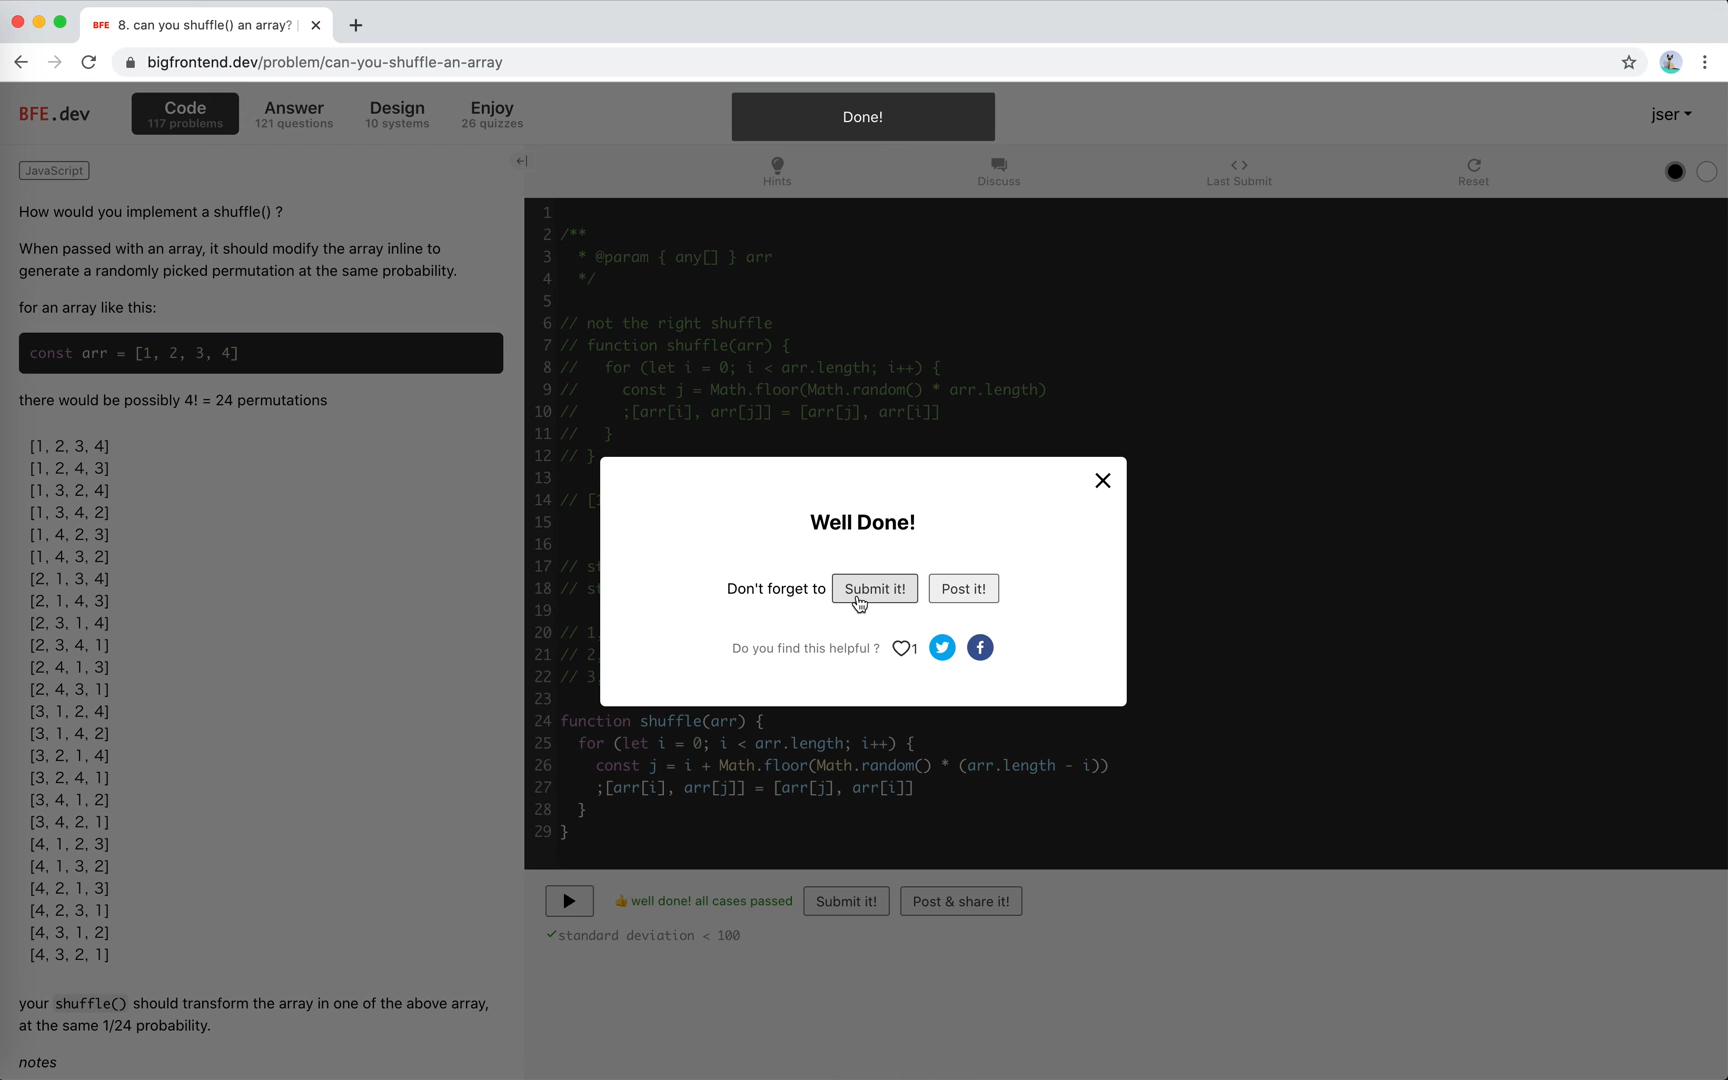 BFE 8. can you shuffle() an array? |
bigfrontend.dev/problem/can-you-shuffle-an-array
BFE.dev
Code
117 problems
Answer
121 questions
Design
10 systems
Enjoy
26 quizzes
Done!
jser
JavaScript
Hints
Discuss
Last Submit
Reset
How would you implement a shuffle() ?
When passed with an array, it should modify the array inline to
generate a randomly picked permutation at the same probability.
for an array like this:
const arr = [1, 2, 3, 4]
there would be possibly 4! = 24 permutations
[1, 2, 3, 4]
[1, 2, 4, 3]
[1, 3, 2, 4]
[1, 3, 4, 2]
[1, 4, 2, 3]
[1, 4, 3, 2]
[2, 1, 3, 4]
[2, 1, 4, 3]
[2, 3, 1, 4]
[2, 3, 4, 1]
[2, 4, 1, 3]
[2, 4, 3, 1]
[3, 1, 2, 4]
[3, 1, 4, 2]
[3, 2, 1, 4]
[3, 2, 4, 1]
[3, 4, 1, 2]
[3, 4, 2, 1]
[4, 1, 2, 3]
[4, 1, 3, 2]
[4, 2, 1, 3]
[4, 2, 3, 1]
[4, 3, 1, 2]
[4, 3, 2, 1]
your shuffle() should transform the array in one of the above array,
at the same 1/24 probability.
notes
1
2 /**
3 * @param { any[] } arr
4 */
5
6 // not the right shuffle
7 // function shuffle(arr) {
8 // for (let i = 0; i < arr.length; i++) {
9 // const j = Math.floor(Math.random() * arr.length)
10 // ;[arr[i], arr[j]] = [arr[j], arr[i]]
11 // }
12 // }
13
14 // [1
15
16
17 // st
18 // st
19
20 // 1,
21 // 2,
22 // 3,
23
24 function shuffle(arr) {
25 for (let i = 0; i < arr.length; i++) {
26 const j = i + Math.floor(Math.random() * (arr.length - i))
27 ;[arr[i], arr[j]] = [arr[j], arr[i]]
28 }
29 }
Well Done!
Don't forget to Submit it! Post it!
Do you find this helpful ? 1
👍 well done! all cases passed Submit it! Post & share it!
standard deviation < 100